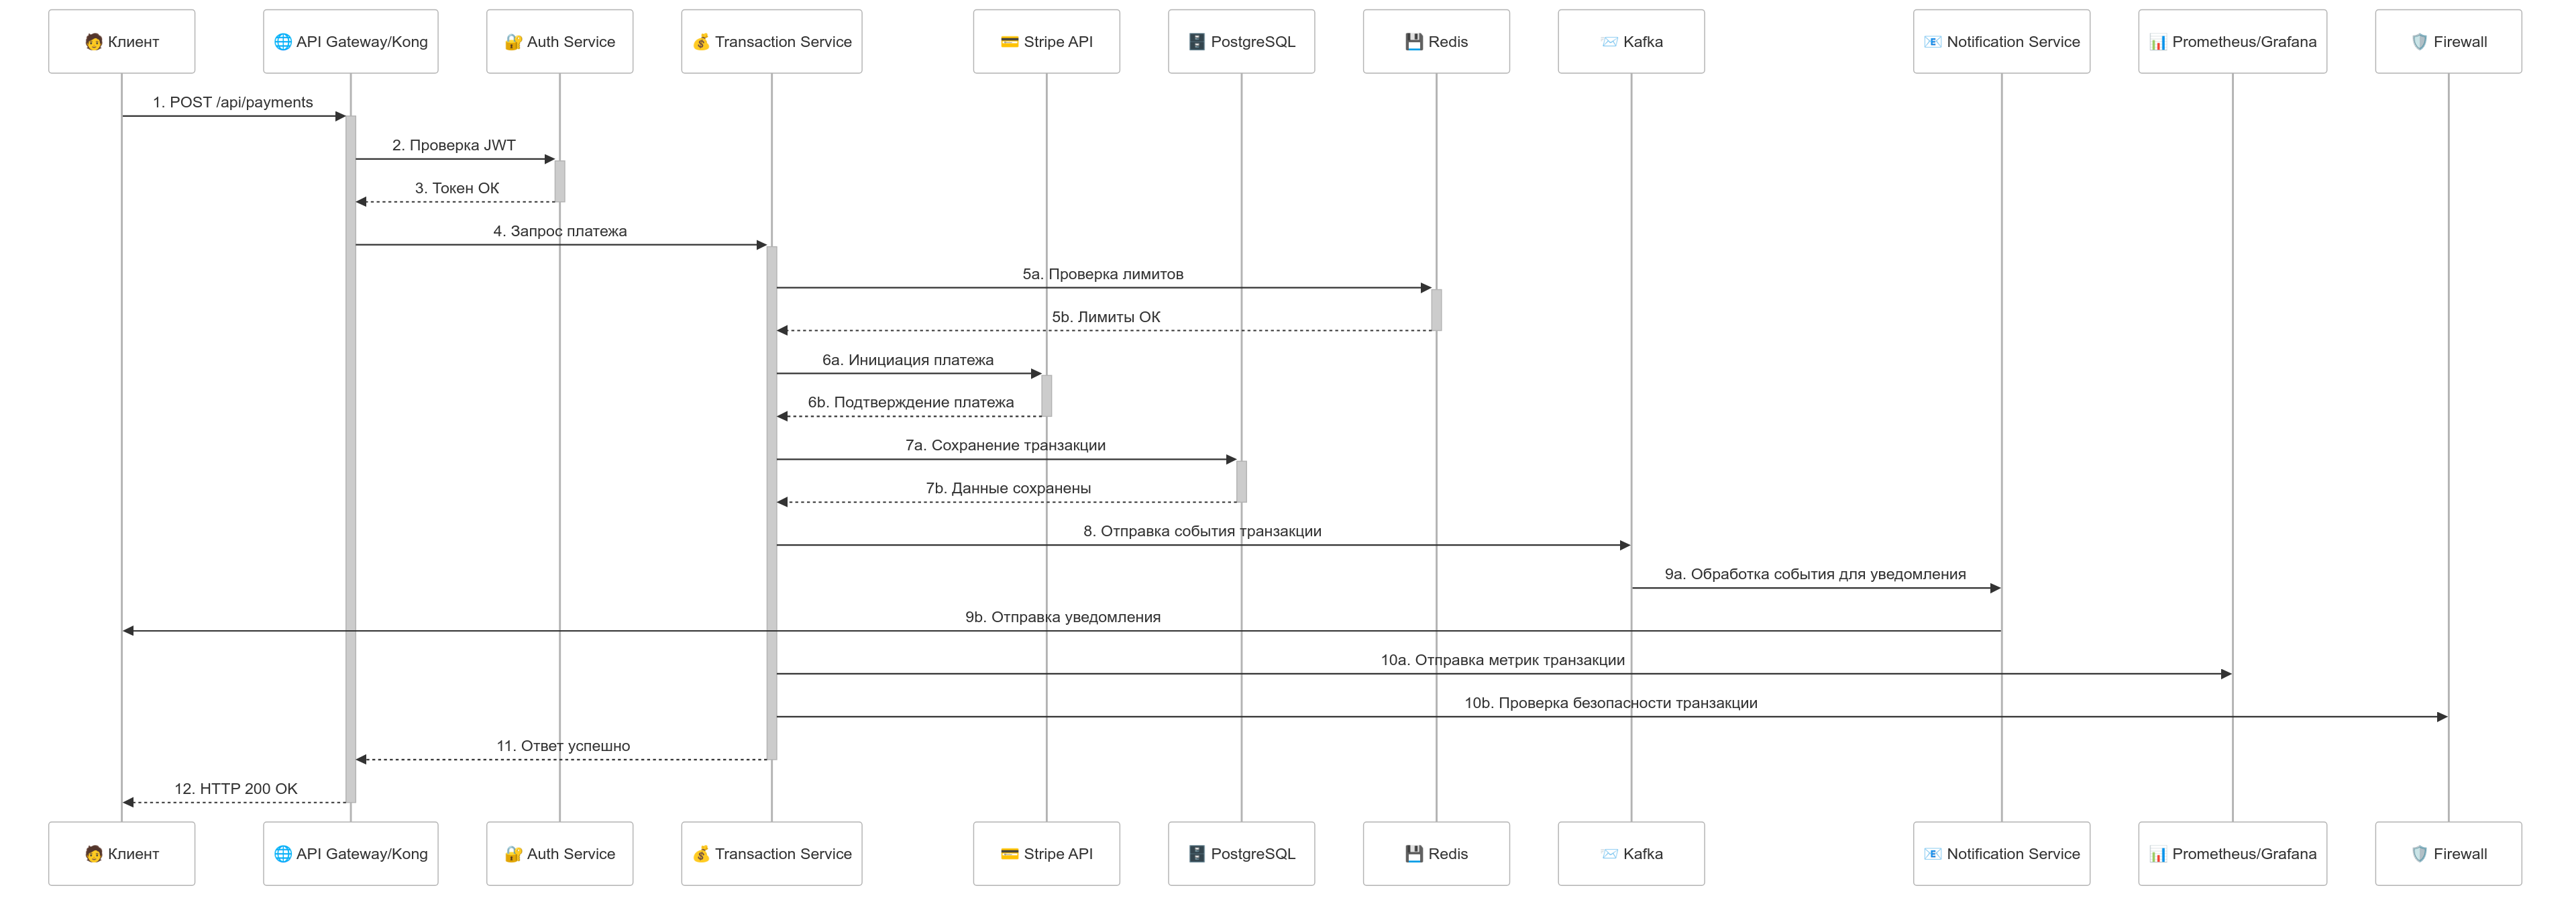 🧑 Клиент
🌐 API Gateway/Kong
🔐 Auth Service
💰 Transaction Service
💳 Stripe API
🗄️ PostgreSQL
💾 Redis
📨 Kafka
📧 Notification Service
📊 Prometheus/Grafana
🛡️ Firewall
1. POST /api/payments
2. Проверка JWT
3. Токен ОК
4. Запрос платежа
5a. Проверка лимитов
5b. Лимиты ОК
6a. Инициация платежа
6b. Подтверждение платежа
7a. Сохранение транзакции
7b. Данные сохранены
8. Отправка события транзакции
9a. Обработка события для уведомления
9b. Отправка уведомления
10a. Отправка метрик транзакции
10b. Проверка безопасности транзакции
11. Ответ успешно
12. HTTP 200 OK
🧑 Клиент
🌐 API Gateway/Kong
🔐 Auth Service
💰 Transaction Service
💳 Stripe API
🗄️ PostgreSQL
💾 Redis
📨 Kafka
📧 Notification Service
📊 Prometheus/Grafana
🛡️ Firewall